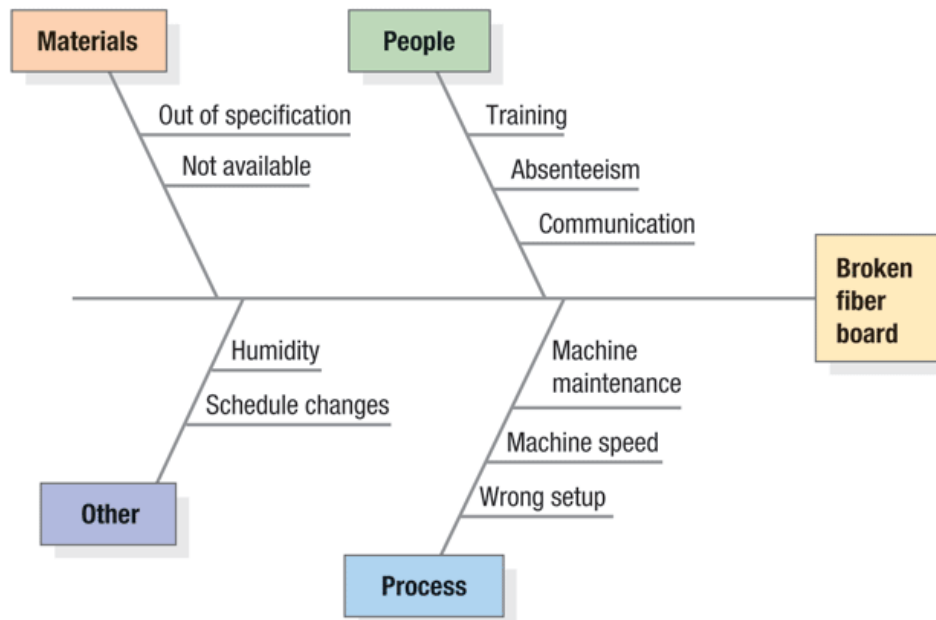 Materials
People
Out of specification
Training
Not available
Absenteeism
Communication
Broken
fiber
board
Humidity
Machine
maintenance
Schedule changes
Machine speed
Wrong setup
Other
Process